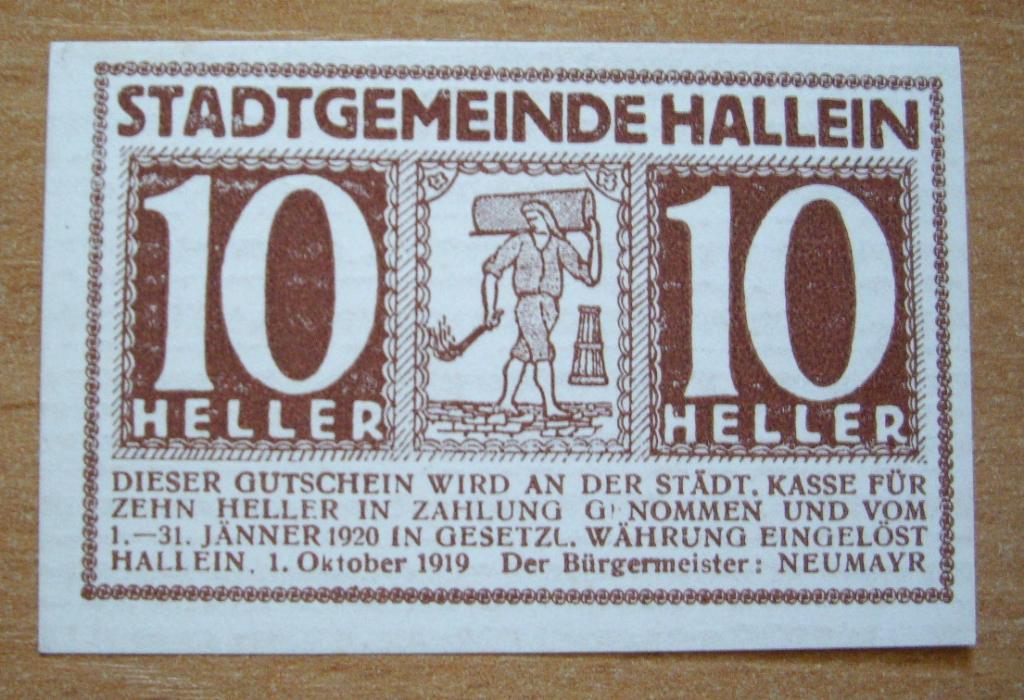 STADTGEMEINDE HALLEIN
10 10
HELLER HELLER
DIESER GUTSCHEIN WIRD AN DER STÄDT. KASSE FÜR
ZEHN HELLER IN ZAHLUNG GENOMMEN UND VOM
1.—31. JÄNNER 1920 IN GESETZL. WÄHRUNG EINGELÖST
HALLEIN, 1. Oktober 1919 Der Bürgermeister: NEUMAYR